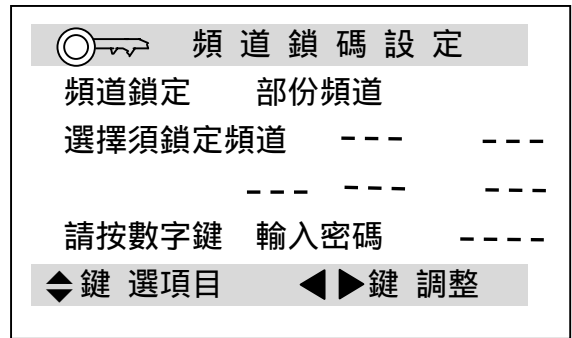 頻道鎖碼設定
頻道鎖定 部份頻道
選擇須鎖定頻道 --- ---
--- --- ---
請按數字鍵 輸入密碼 ----
鍵 選項目 ◀▶鍵 調整